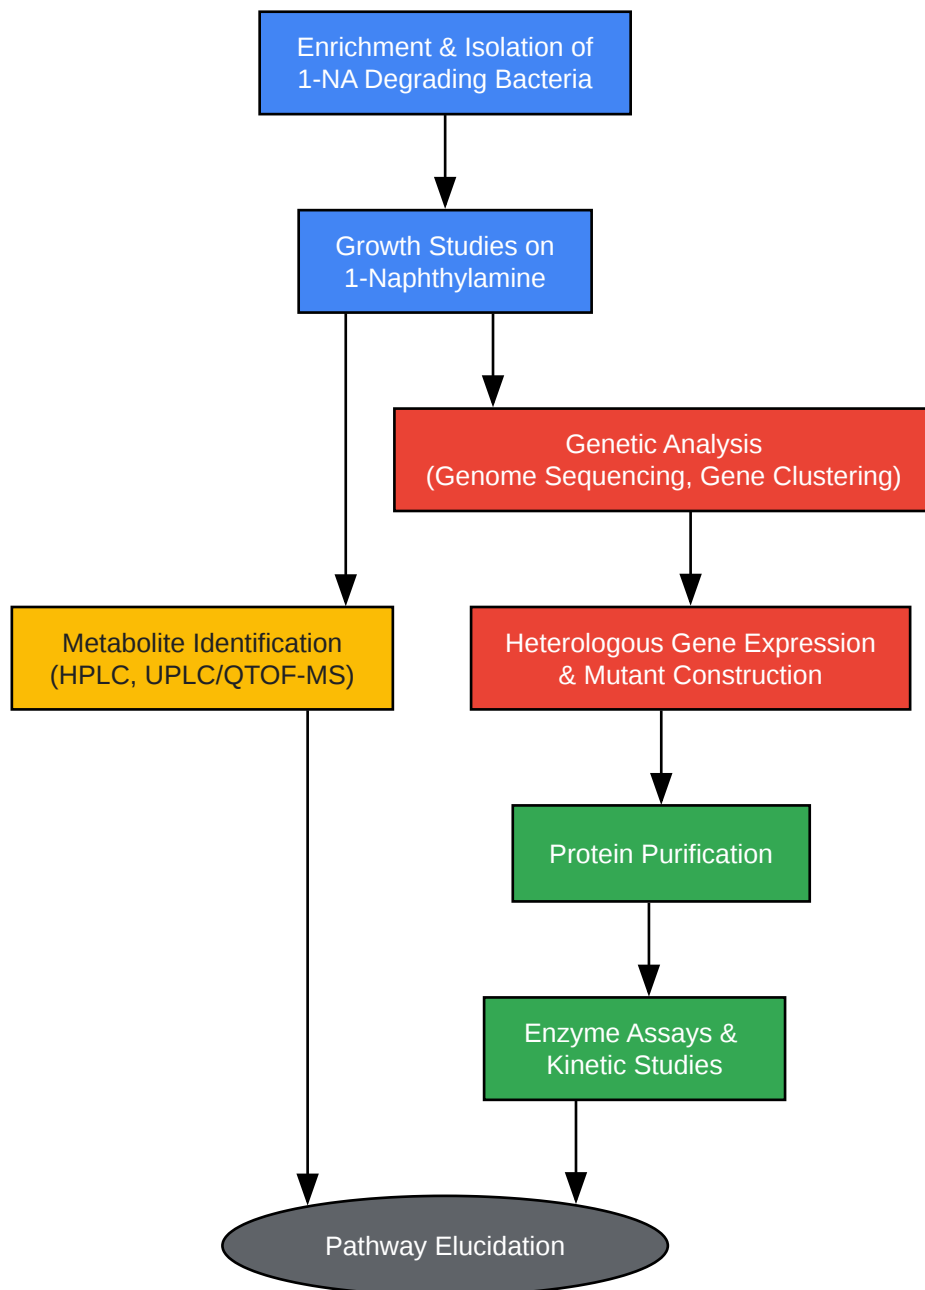 Enrichment & Isolation of
1-NA Degrading Bacteria
Growth Studies on
1-Naphthylamine
Genetic Analysis
(Genome Sequencing, Gene Clustering)
Metabolite Identification
(HPLC, UPLC/QTOF-MS)
Heterologous Gene Expression
& Mutant Construction
Protein Purification
Enzyme Assays &
Kinetic Studies
Pathway Elucidation